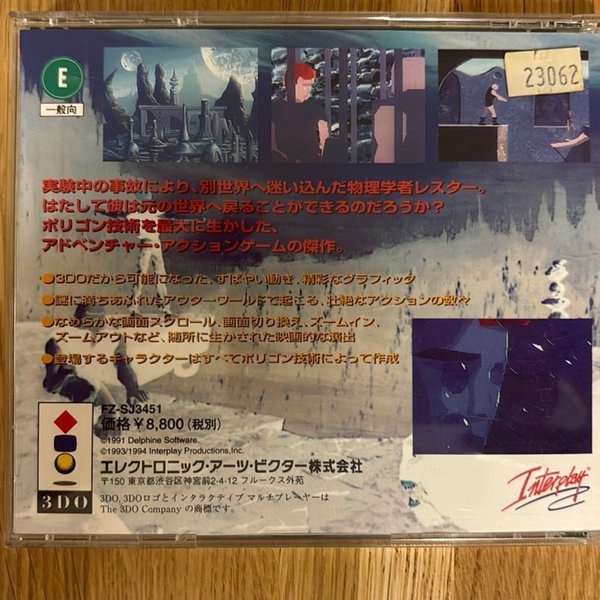 E
一般向
23062
実験中の事故により、別世界へ迷い込んだ物理学者レスター。
はたして彼は元の世界へ戻ることができるのだろうか?
ポリゴン技術を最大に生かした、
アドベンチャー・アクションゲームの傑作。
●3DOだから可能になった、すばやい動き、精彩なグラフィック
●謎に満ちあふれたアウターワールドで起こる、壮絶なアクションの数々
●なめらかな画面スクロール、画面切り換え、ズームイン、
ズームアウトなど、随所に生かされた映画的な演出
●登場するキャラクターはすべてポリゴン技術によって作成
FZ-SJ3451
価格¥8,800(税別)
©1991 Delphine Software.
©1993/1994 Interplay Productions,Inc.
エレクトロニック・アーツ・ビクター株式会社
〒150 東京都渋谷区神宮前2-4-12 フルークス外苑
3DO
3DO, 3DOロゴとインタラクティブ マルチプレーヤーは
The 3DO Company の商標です。
Interplay